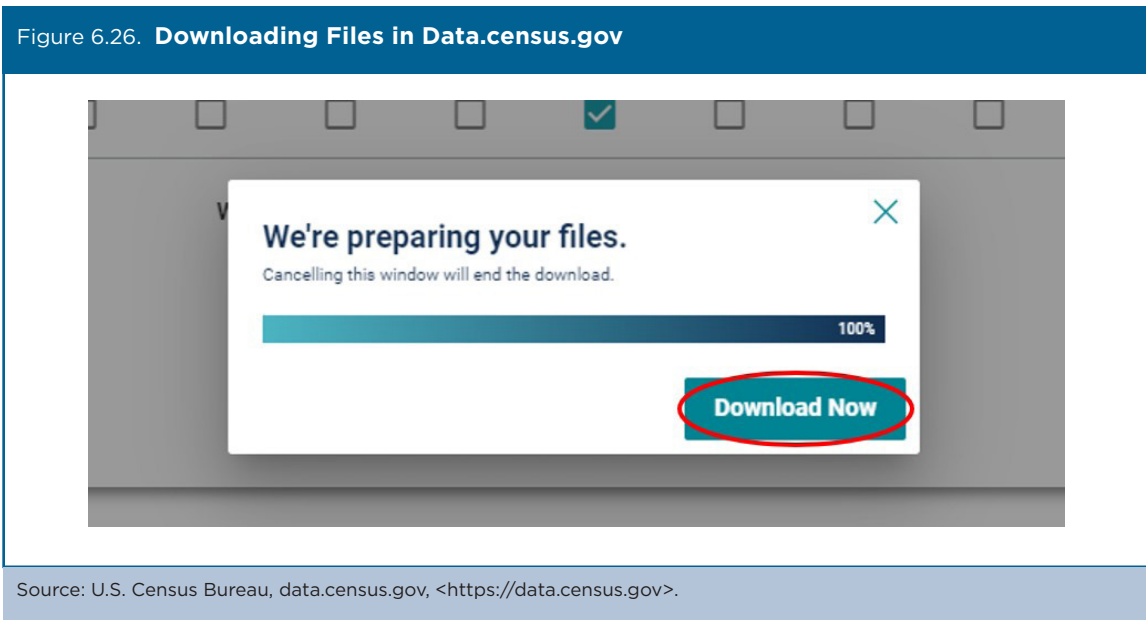 Figure 6.26. Downloading Files in Data.census.gov
We're preparing your files.
Cancelling this window will end the download.
100%
Download Now
Source: U.S. Census Bureau, data.census.gov, <https://data.census.gov>.